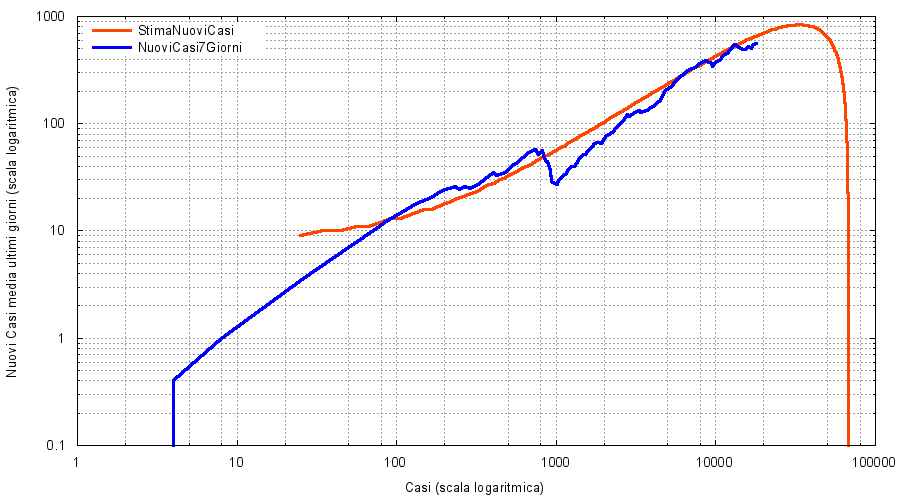 1000
StimaNuoviCasi
NuoviCasi7Giorni
100
10
1
0.1
Nuovi Casi media ultimi giorni (scala logaritmica)
1 10 100 1000 10000 100000
Casi (scala logaritmica)